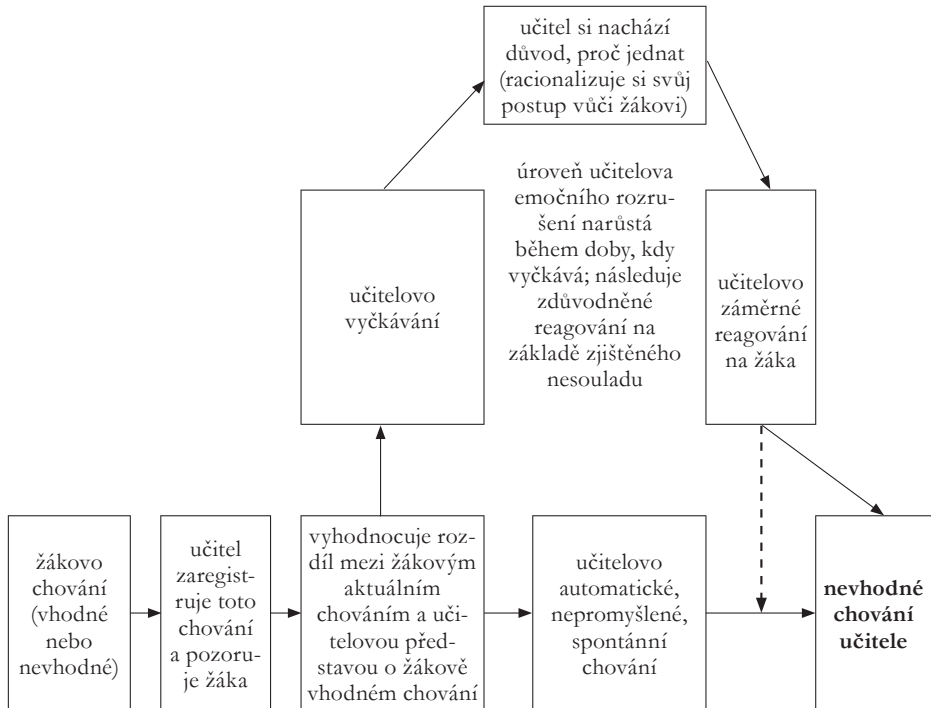 učitel si nachází
důvod, proč jednat
(racionalizuje si svůj
postup vůči žákovi)
učitelovo
vyčkávání
úroveň učitelova
emočního rozru-
šení narůstá
během doby, kdy
vyčkává; následuje
zdůvodněné
reagování na
základě zjištěného
nesouladu
učitelovo
záměrné
reagování
na žáka
žákovo
chování
(vhodné
nebo
nevhodné)
učitel
zaregist-
ruje toto
chování
a pozoru-
je žáka
vyhodnocuje roz-
díl mezi žákovým
aktuálním
chováním a uči-
telovou před-
stavou o žákově
vhodném chování
učitelovo
automatické,
nepromyšlené,
spontánní
chování
nevhodné
chování
učitele